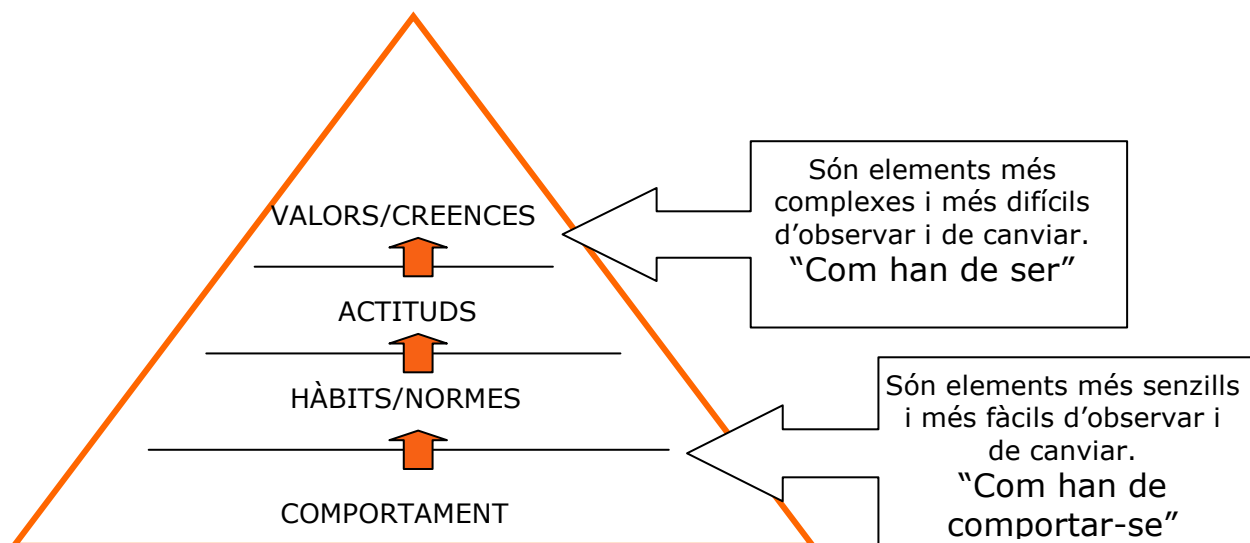 VALORS/CREENCES
ACTITUDS
HÀBITS/NORMES
COMPORTAMENT
Són elements més
complexes i més difícils
d’observar i de canviar.
“Com han de ser”
Són elements més senzills
i més fàcils d’observar i
de canviar.
“Com han de
comportar-se”